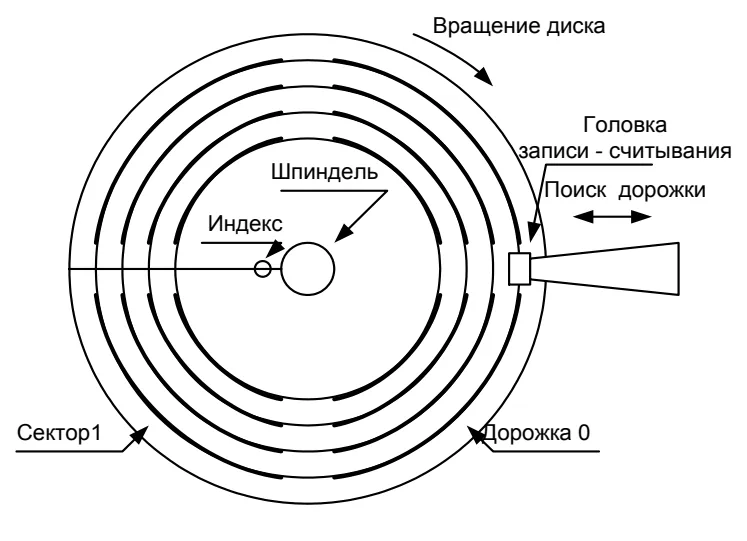 Вращение диска
Головка
записи - считывания
Поиск дорожки
Шпиндель
Индекс
Сектор1
Дорожка 0